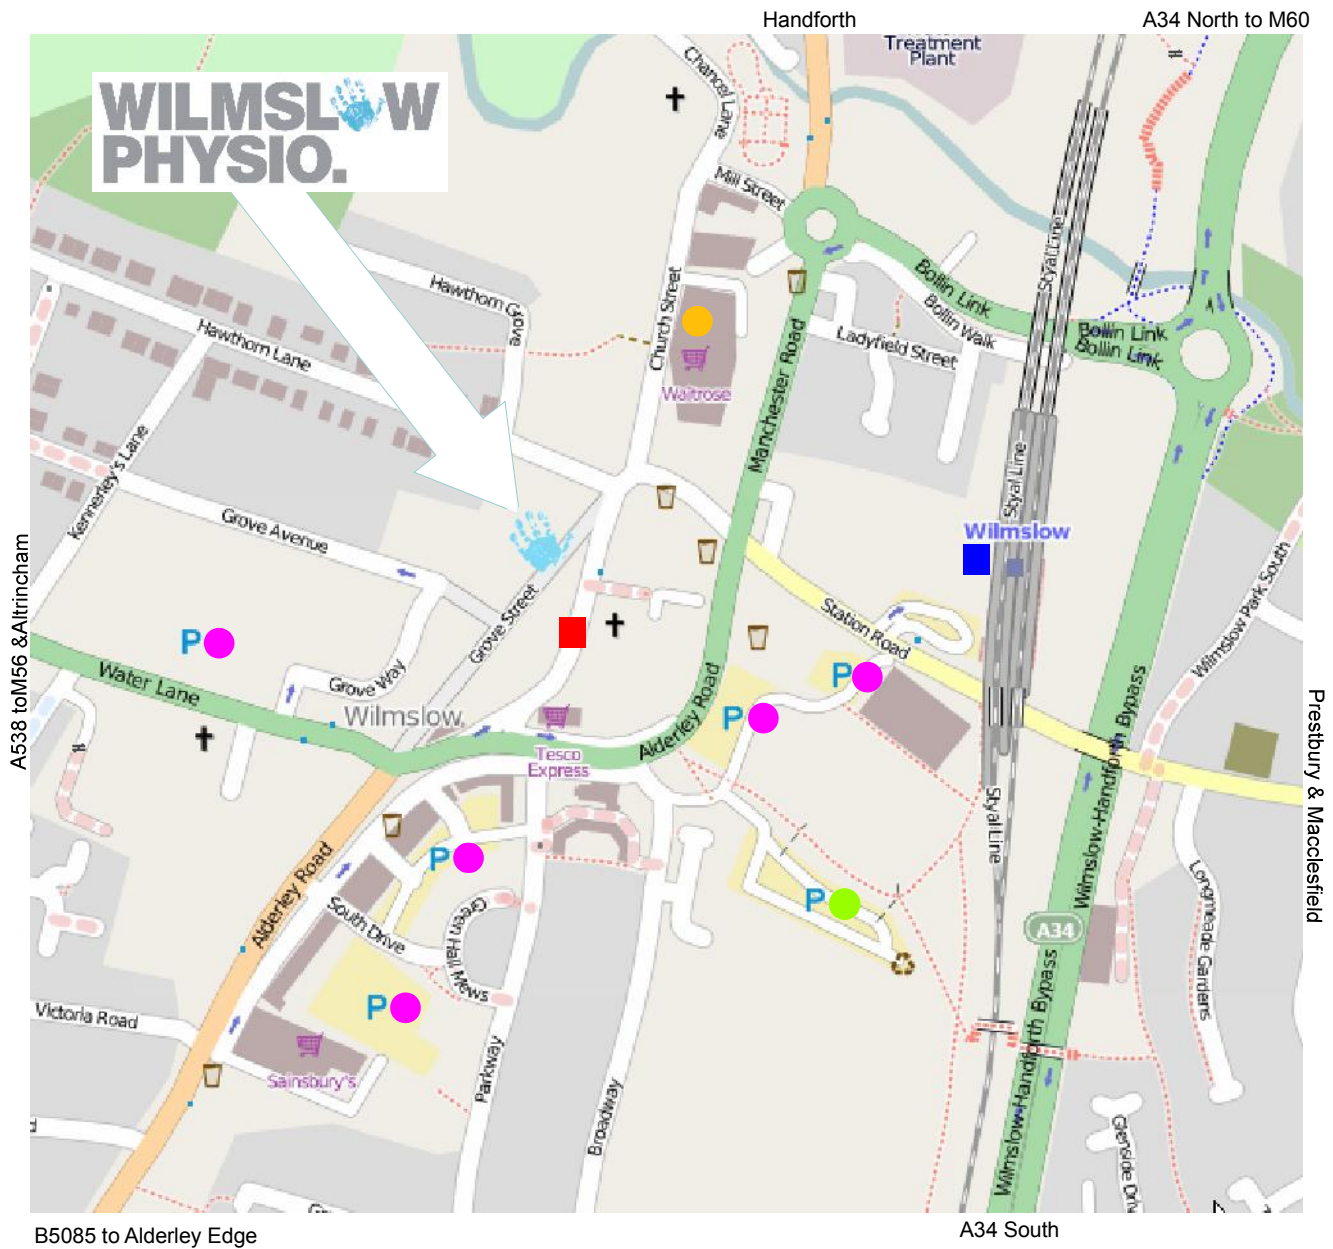 Handforth
A34 North to M60
Treatment
Plant
Chancel Lane
WILMSLOW
PHYSIO.
Mill Street
Styal Line
Bollin Link
Bollin Walk
Bollin Link
Bollin Link
Hawthorn Grove
Church Street
Hawthorn Lane
Ladyfield Street
Manchester Road
Waitrose
Kennerley's Lane
Styal Line
Grove Avenue
Wilmslow
A538 toM56 &Altrincham
Wilmslow Park South
Grove Street
Station Road
P
Water Lane
Grove Way
P
Wilmslow
P
Alderley Road
Tesco
Express
Wilmslow-Handforth Bypass
Prestbury & Macclesfield
Styal Line
P
Alderley Road
South Drive
Green Hall Mews
P
A34
Longmeade Gardens
P
Victoria Road
Sainsbury's
Parkway
Broadway
Wilmslow-Handforth Bypass
Glenside Driv
B5085 to Alderley Edge
A34 South